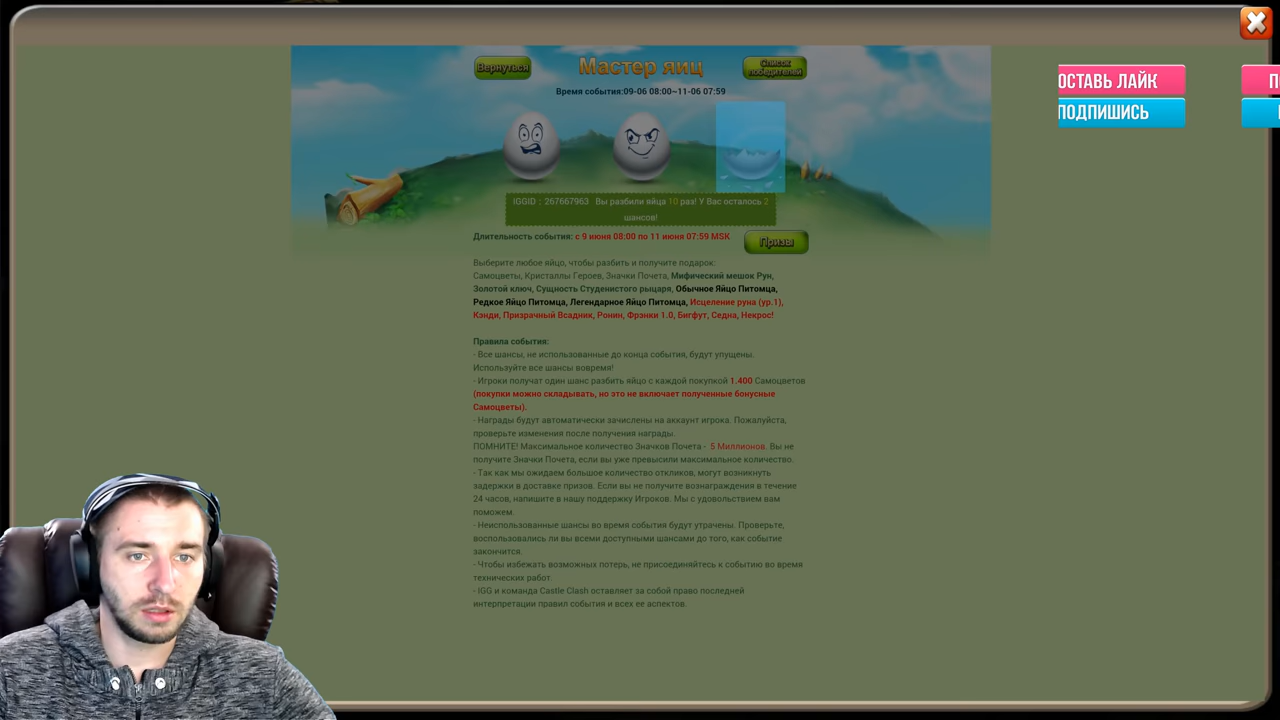 Вернуться
Мастер яиц
Список победителей
Время события:09-06 08:00~11-06 07:59
ОСТАВЬ ЛАЙК
ПОДПИШИСЬ
IGGID : 267667963 Вы разбили яйца 10 раз! У Вас осталось 2
шансов!
Длительность события: с 9 июня 08:00 по 11 июня 07:59 MSK
Призы
Выберите любое яйцо, чтобы разбить и получите подарок:
Самоцветы, Кристаллы Героев, Значки Почета, Мифический мешок Рун,
Золотой ключ, Сущность Студенистого рыцаря, Обычное Яйцо Питомца,
Редкое Яйцо Питомца, Легендарное Яйцо Питомца, Исцеление руна (ур.1),
Кэнди, Призрачный Всадник, Ронин, Фрэнки 1.0, Бигфут, Седна, Некрос!
Правила события:
- Все шансы, не использованные до конца события, будут упущены.
Используйте все шансы вовремя!
- Игроки получат один шанс разбить яйцо с каждой покупкой 1.400 Самоцветов
(покупки можно складывать, но это не включает полученные бонусные
Самоцветы).
- Награды будут автоматически зачислены на аккаунт игрока. Пожалуйста,
проверьте изменения после получения награды.
ПОМНИТЕ! Максимальное количество Значков Почета - 5 Миллионов. Вы не
получите Значки Почета, если вы уже превысили максимальное количество.
- Так как мы ожидаем большое количество откликов, могут возникнуть
задержки в доставке призов. Если вы не получите вознаграждения в течение
24 часов, напишите в нашу поддержку Игроков. Мы с удовольствием вам
поможем.
- Неиспользованные шансы во время события будут утрачены. Проверьте,
воспользовались ли вы всеми доступными шансами до того, как событие
закончится.
- Чтобы избежать возможных потерь, не присоединяйтесь к событию во время
технических работ.
- IGG и команда Castle Clash оставляет за собой право последней
интерпретации правил события и всех ее аспектов.